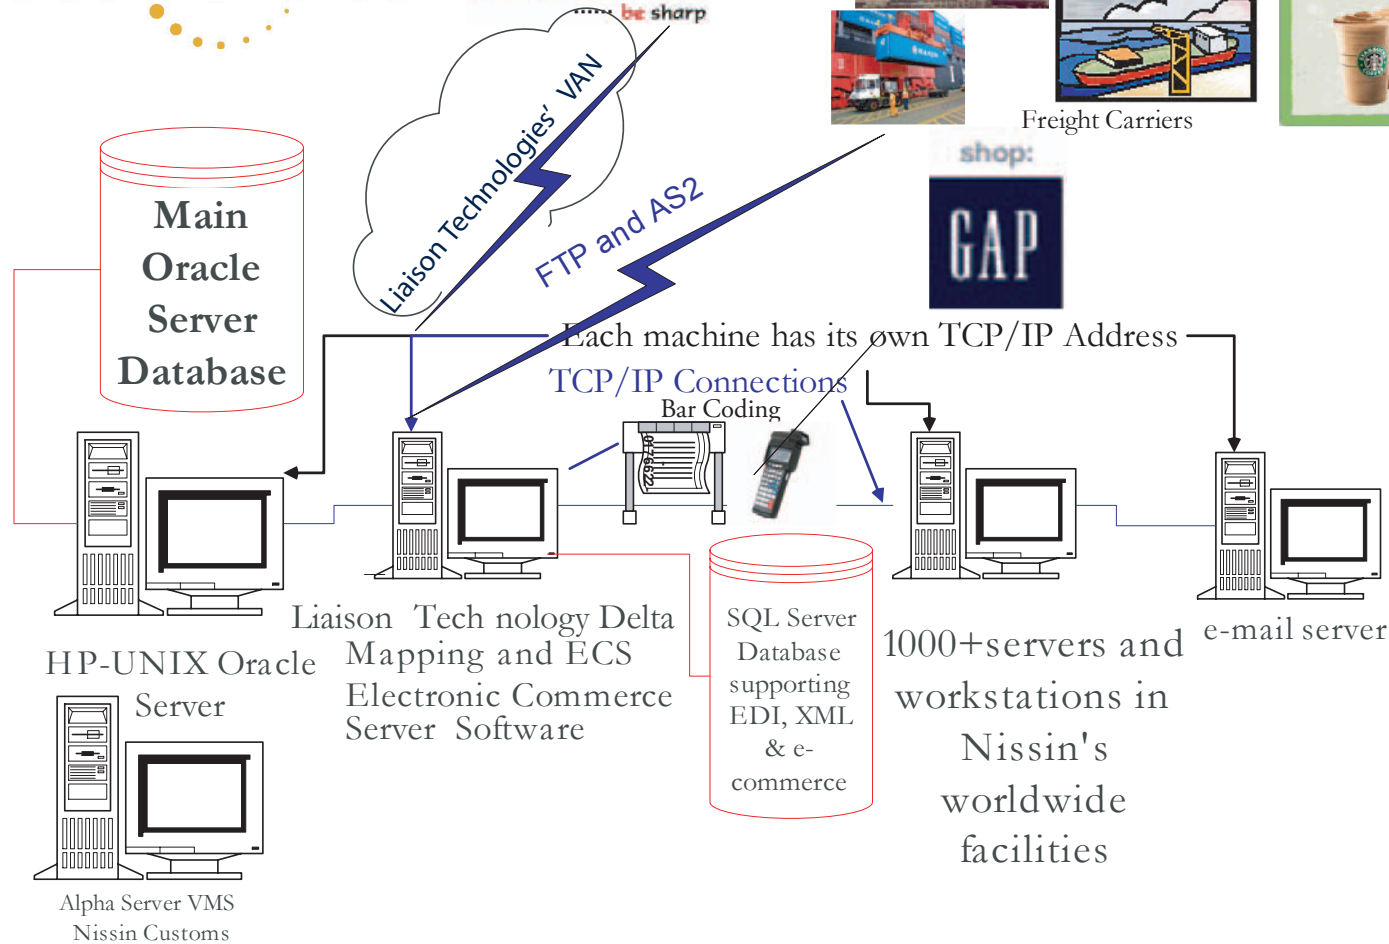 ...... be sharp
Liaison Technologies' VAN
FTP and AS2
Freight Carriers
shop:
GAP
Main
Oracle
Server
Database
Each machine has its own TCP/IP Address
TCP/IP Connections
Bar Coding
0176622
HP-UNIX Oracle
Server
Liaison Tech nology Delta
Mapping and ECS
Electronic Commerce
Server Software
SQL Server
Database
supporting
EDI, XML
& e-
commerce
1000+servers and
workstations in
Nissin's
worldwide
facilities
e-mail server
Alpha Server VMS
Nissin Customs